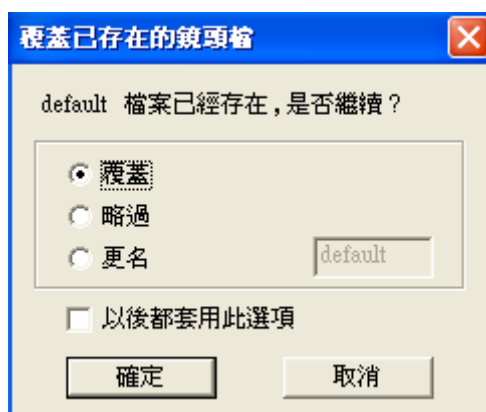 覆蓋已存在的鏡頭檔
default 檔案已經存在，是否繼續？
覆蓋
略過
更名 default
以後都套用此選項
確定 取消